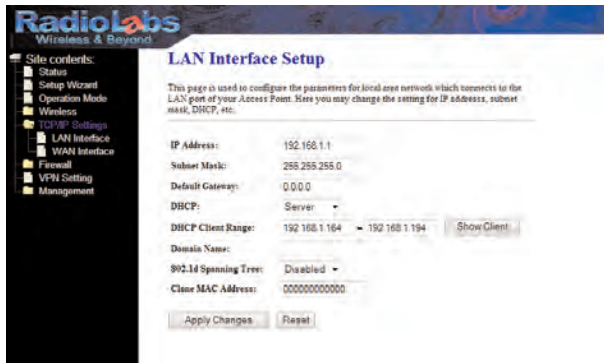 RadioLabs
Wireless & Beyond
Site contents:
Status
Setup Wizard
Operation Mode
Wireless
TCP/IP Settings
LAN Interface
WAN Interface
Firewall
VPN Setting
Management
LAN Interface Setup
This page is used to configure the parameters for local area network which connects to the
LAN port of your Access Point. Here you may change the setting for IP addresss, subnet
mask, DHCP, etc..
IP Address: 192.168.1.1
Subnet Mask: 255.255.255.0
Default Gateway: 0.0.0.0
DHCP: Server
DHCP Client Range: 192.168.1.164 - 192.168.1.194 Show Client
Domain Name:
802.1d Spanning Tree: Disabled
Clone MAC Address: 000000000000
Apply Changes Reset